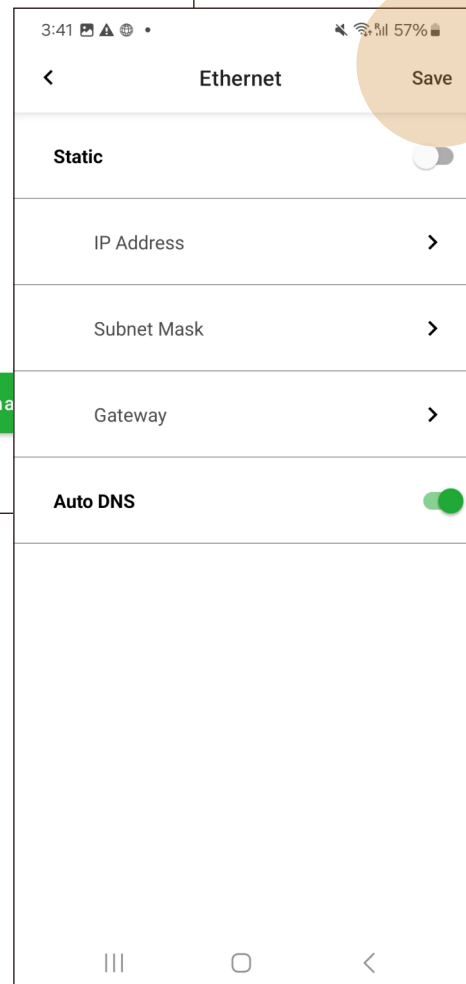 3:41 57%
Ethernet Save
Static
IP Address
Subnet Mask
Gateway
Auto DNS